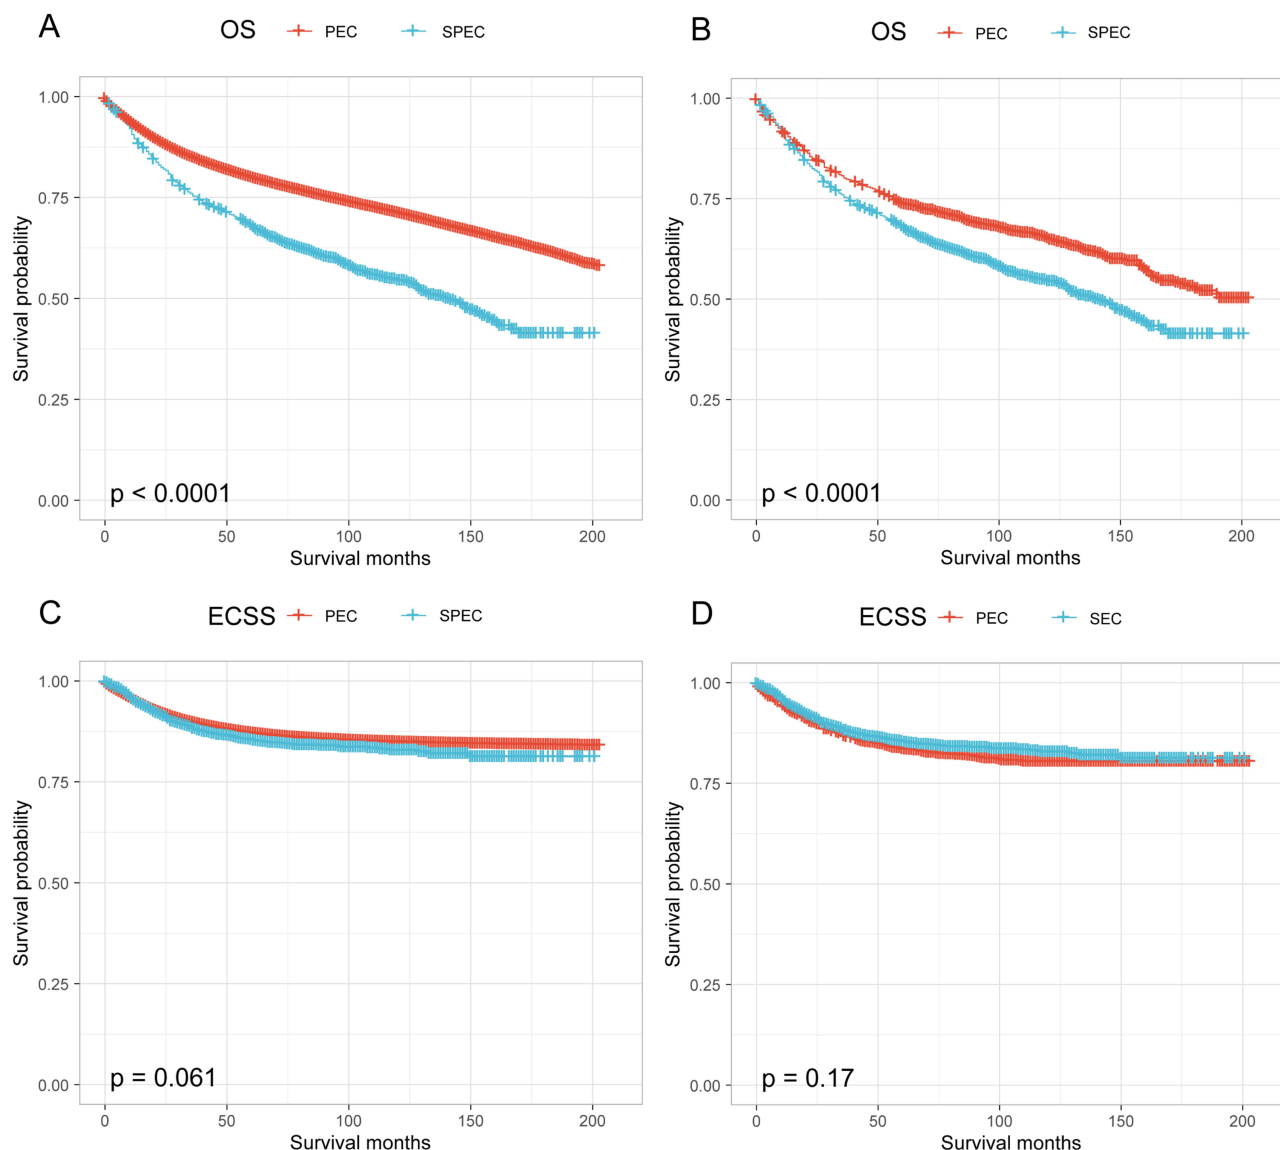 A
OS PEC SPEC
1.00
0.75
0.50
0.25
0.00
Survival probability
p < 0.0001
0 50 100 150 200
Survival months
B
OS PEC SPEC
1.00
0.75
0.50
0.25
0.00
Survival probability
p < 0.0001
0 50 100 150 200
Survival months
C
ECSS PEC SPEC
1.00
0.75
0.50
0.25
0.00
Survival probability
p = 0.061
0 50 100 150 200
Survival months
D
ECSS PEC SEC
1.00
0.75
0.50
0.25
0.00
Survival probability
p = 0.17
0 50 100 150 200
Survival months